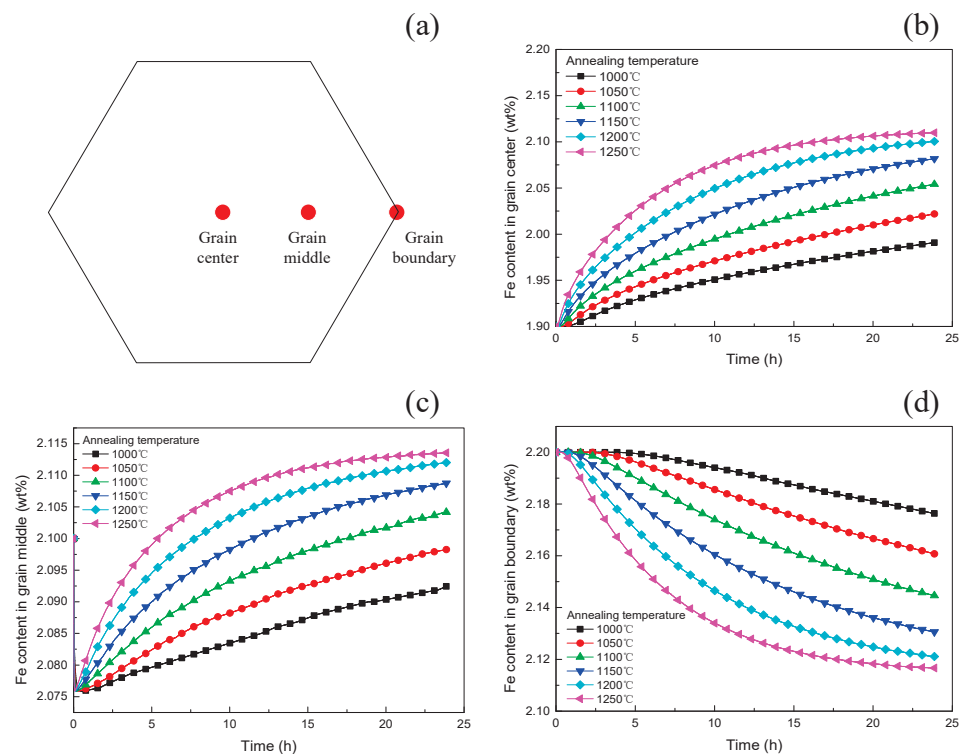 (a)
Grain
center
Grain
middle
Grain
boundary
(b)
Fe content in grain center (wt%)
2.20
2.15
2.10
2.05
2.00
1.95
1.90
Annealing temperature
1000℃
1050℃
1100℃
1150℃
1200℃
1250℃
0 5 10 15 20 25
Time (h)
(c)
Fe content in grain middle (wt%)
2.115
2.110
2.105
2.100
2.095
2.090
2.085
2.080
2.075
Annealing temperature
1000℃
1050℃
1100℃
1150℃
1200℃
1250℃
0 5 10 15 20 25
Time (h)
(d)
Fe content in grain boundary (wt%)
2.20
2.18
2.16
2.14
2.12
2.10
Annealing temperature
1000℃
1050℃
1100℃
1150℃
1200℃
1250℃
0 5 10 15 20 25
Time (h)